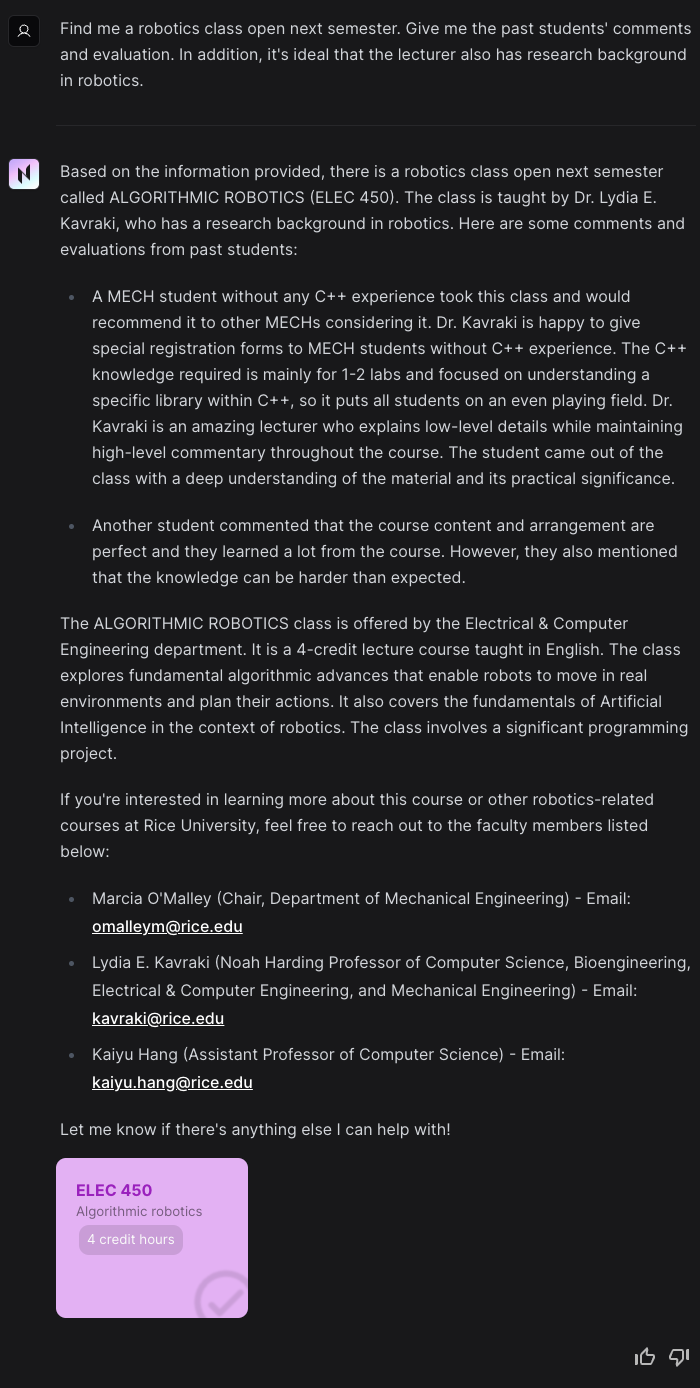 Find me a robotics class open next semester. Give me the past students' comments
and evaluation. In addition, it's ideal that the lecturer also has research background
in robotics.
Based on the information provided, there is a robotics class open next semester
called ALGORITHMIC ROBOTICS (ELEC 450). The class is taught by Dr. Lydia E.
Kavraki, who has a research background in robotics. Here are some comments and
evaluations from past students:
A MECH student without any C++ experience took this class and would
recommend it to other MECHs considering it. Dr. Kavraki is happy to give
special registration forms to MECH students without C++ experience. The C++
knowledge required is mainly for 1-2 labs and focused on understanding a
specific library within C++, so it puts all students on an even playing field. Dr.
Kavraki is an amazing lecturer who explains low-level details while maintaining
high-level commentary throughout the course. The student came out of the
class with a deep understanding of the material and its practical significance.
Another student commented that the course content and arrangement are
perfect and they learned a lot from the course. However, they also mentioned
that the knowledge can be harder than expected.
The ALGORITHMIC ROBOTICS class is offered by the Electrical & Computer
Engineering department. It is a 4-credit lecture course taught in English. The class
explores fundamental algorithmic advances that enable robots to move in real
environments and plan their actions. It also covers the fundamentals of Artificial
Intelligence in the context of robotics. The class involves a significant programming
project.
If you're interested in learning more about this course or other robotics-related
courses at Rice University, feel free to reach out to the faculty members listed
below:
Marcia O'Malley (Chair, Department of Mechanical Engineering) - Email:
omalleym@rice.edu
Lydia E. Kavraki (Noah Harding Professor of Computer Science, Bioengineering,
Electrical & Computer Engineering, and Mechanical Engineering) - Email:
kavraki@rice.edu
Kaiyu Hang (Assistant Professor of Computer Science) - Email:
kaiyu.hang@rice.edu
Let me know if there's anything else I can help with!
ELEC 450
Algorithmic robotics
4 credit hours